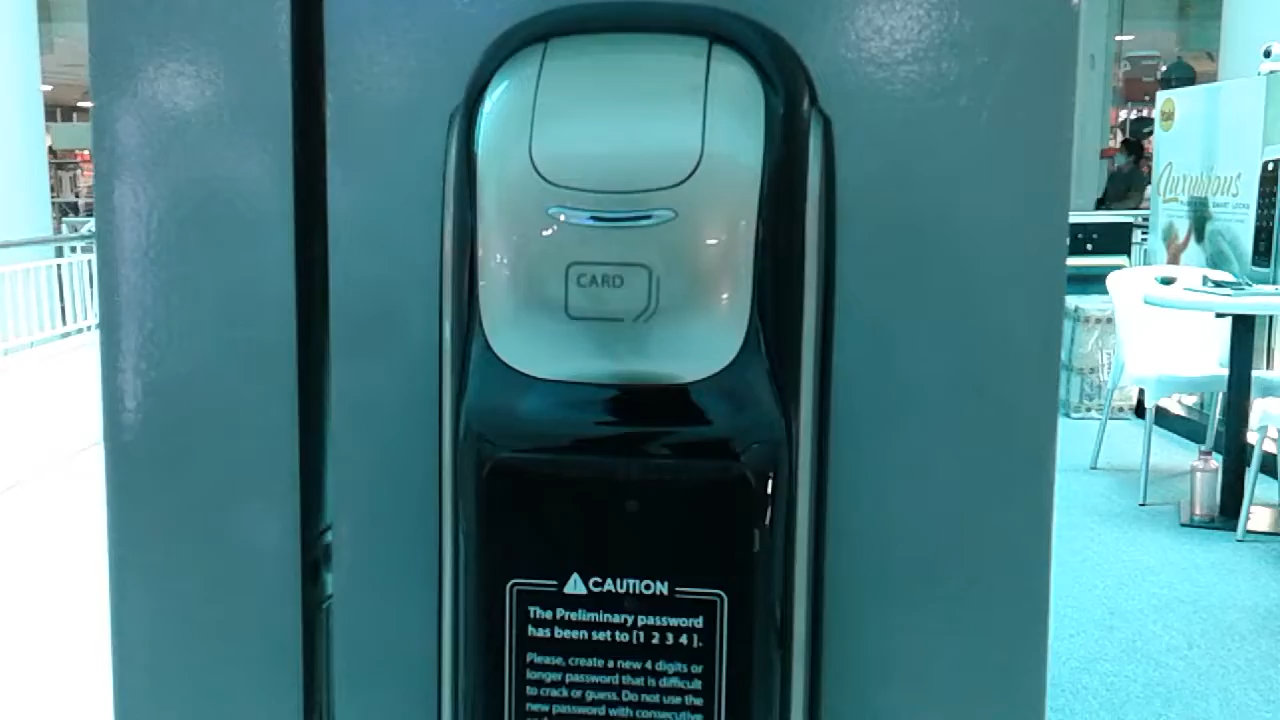 CARD
CAUTION
The Preliminary password
has been set to [1 2 3 4 ].
Please, create a new 4 digits or
longer password that is difficult
to crack or guess. Do not use the
new password with consecutive
Luxurious